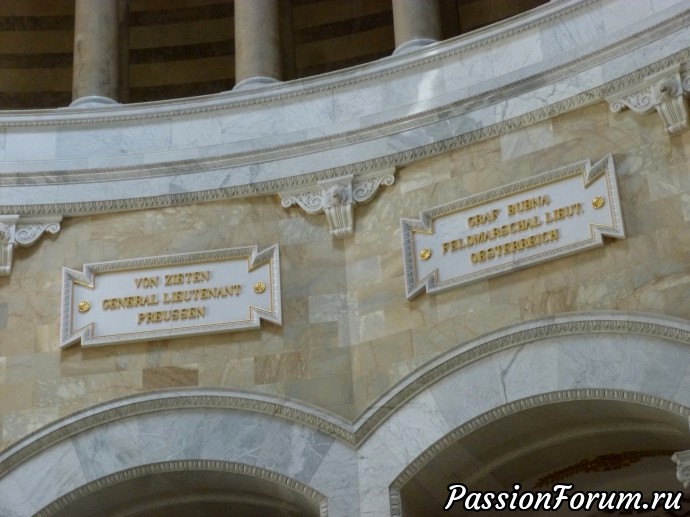 VON ZIETEN
GENERAL LIEUTENANT
PREUSSEN
GRAF BUBNA
FELDMARSCHAL LIEUT.
OESTERREICH
PassionForum.ru